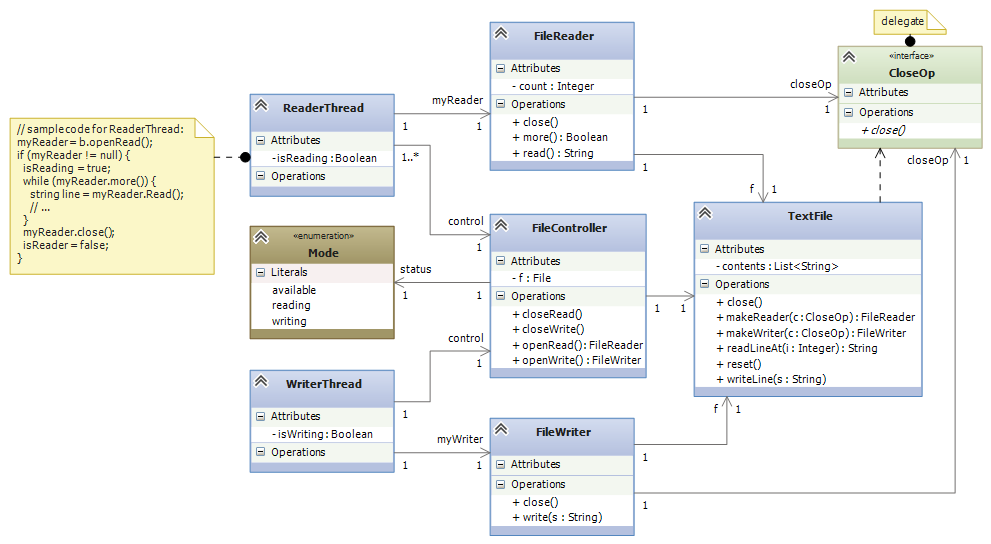 // samplecode for ReaderThread:
myReader= b.openRead();
if (myReader != null) {
isReading = true;
while (myReader.more()) {
string line = myReader.Read();
// ...
}
myReader.close();
isReader = false;
}
ReaderThread
Attributes
- isReading : Boolean
Operations
myReader
1
1
1..*
control
1
«enumeration»
Mode
Literals
available
reading
writing
status
1
1
WriterThread
Attributes
- isWriting : Boolean
Operations
control
1
1
myWriter
1
1
FileReader
Attributes
- count : Integer
Operations
+ close()
+ more() : Boolean
+ read() : String
closeOp
1
1
1
f
1
FileController
Attributes
- f : File
Operations
+ closeRead()
+ closeWrite()
+ openRead() : FileReader
+ openWrite() : FileWriter
1
1
FileWriter
Attributes
Operations
+ close()
+ write(s : String)
1
f
1
1
closeOp
1
delegate
«interface»
CloseOp
Attributes
Operations
+ close()
TextFile
Attributes
- contents : List<String>
Operations
+ close()
+ makeReader(c : CloseOp) : FileReader
+ makeWriter(c : CloseOp) : FileWriter
+ readLineAt(i : Integer) : String
+ reset()
+ writeLine(s : String)